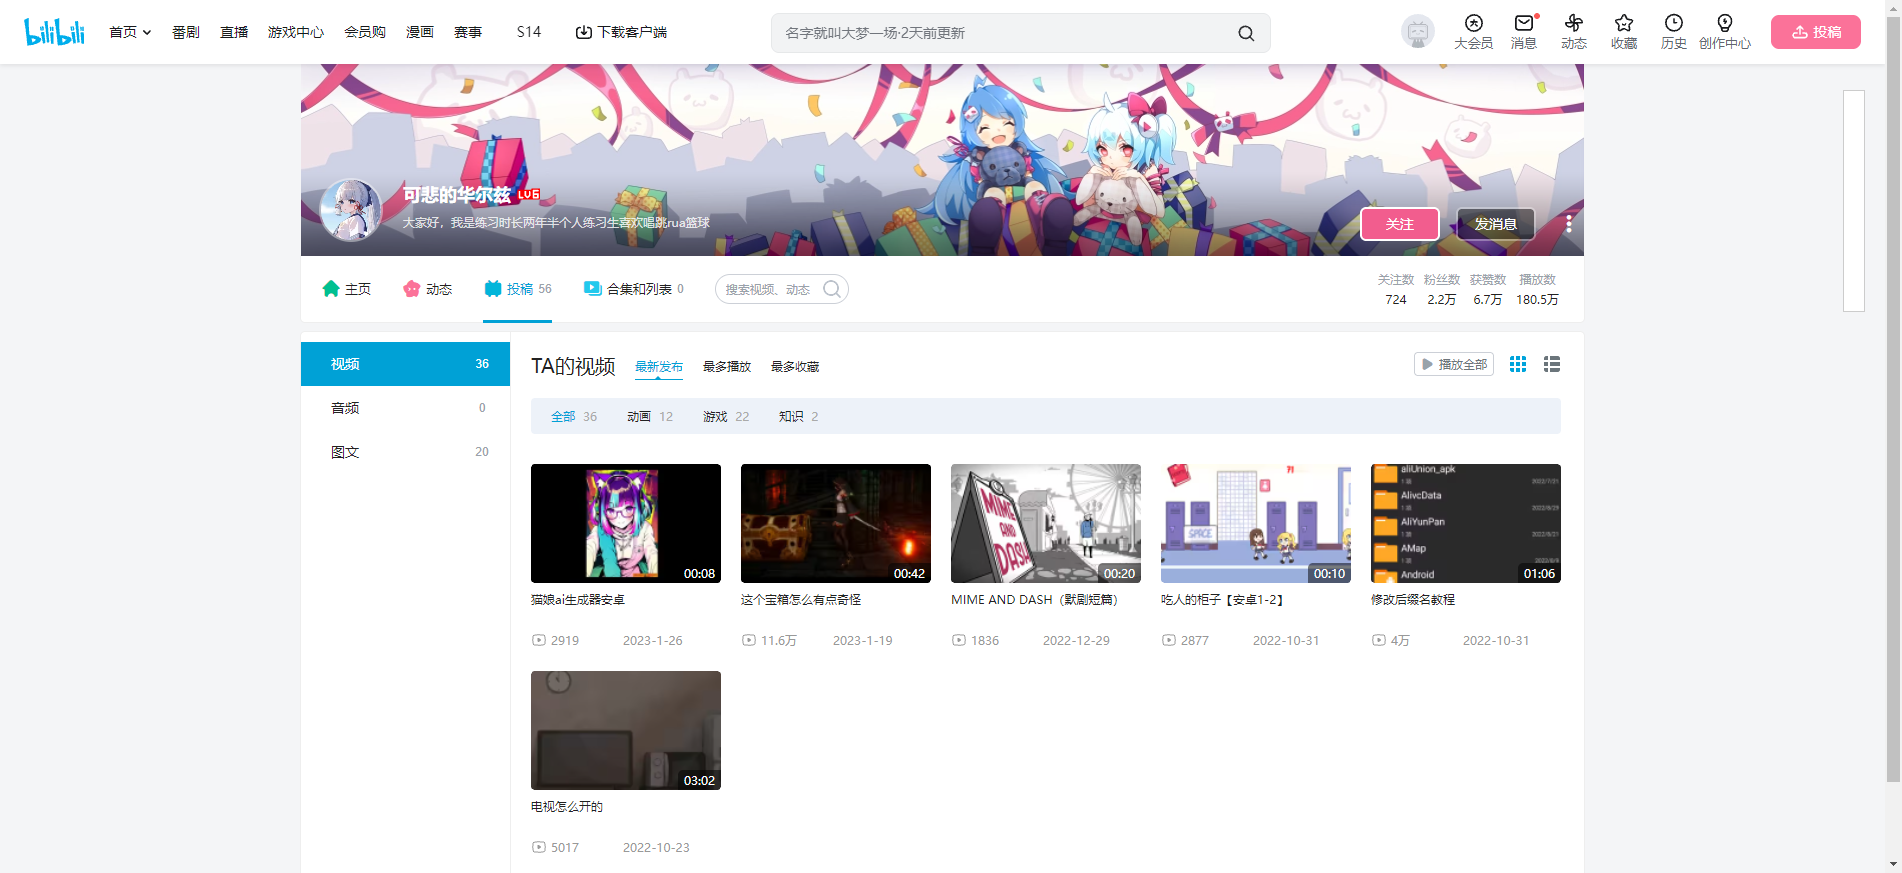 bilibili 首页 番剧 直播 游戏中心 会员购 漫画 赛事 S14 下载客户端 名字就叫大梦一场·2天前更新 大会员 消息 动态 收藏 历史 创作中心 投稿
可悲的华尔兹 LV6
大家好，我是练习时长两年半个人练习生喜欢唱跳rua篮球
关注 发消息
主页 动态 投稿 56 合集和列表 0 搜索视频、动态
关注数 粉丝数 获赞数 播放数
724 2.2万 6.7万 180.5万
视频 36
音频 0
图文 20
TA的视频 最新发布 最多播放 最多收藏 播放全部
全部 36 动画 12 游戏 22 知识 2
MIME
AND
DASH
SPACE
aliUnion_apk
AlivcData
AliYunPan
AMap
Android
00:08 00:42 00:20 00:10 01:06
猫娘ai生成器安卓 这个宝箱怎么有点奇怪 MIME AND DASH（默剧短篇） 吃人的柜子【安卓1-2】 修改后缀名教程
2919 2023-1-26 11.6万 2023-1-19 1836 2022-12-29 2877 2022-10-31 4万 2022-10-31
03:02
电视怎么开的
5017 2022-10-23